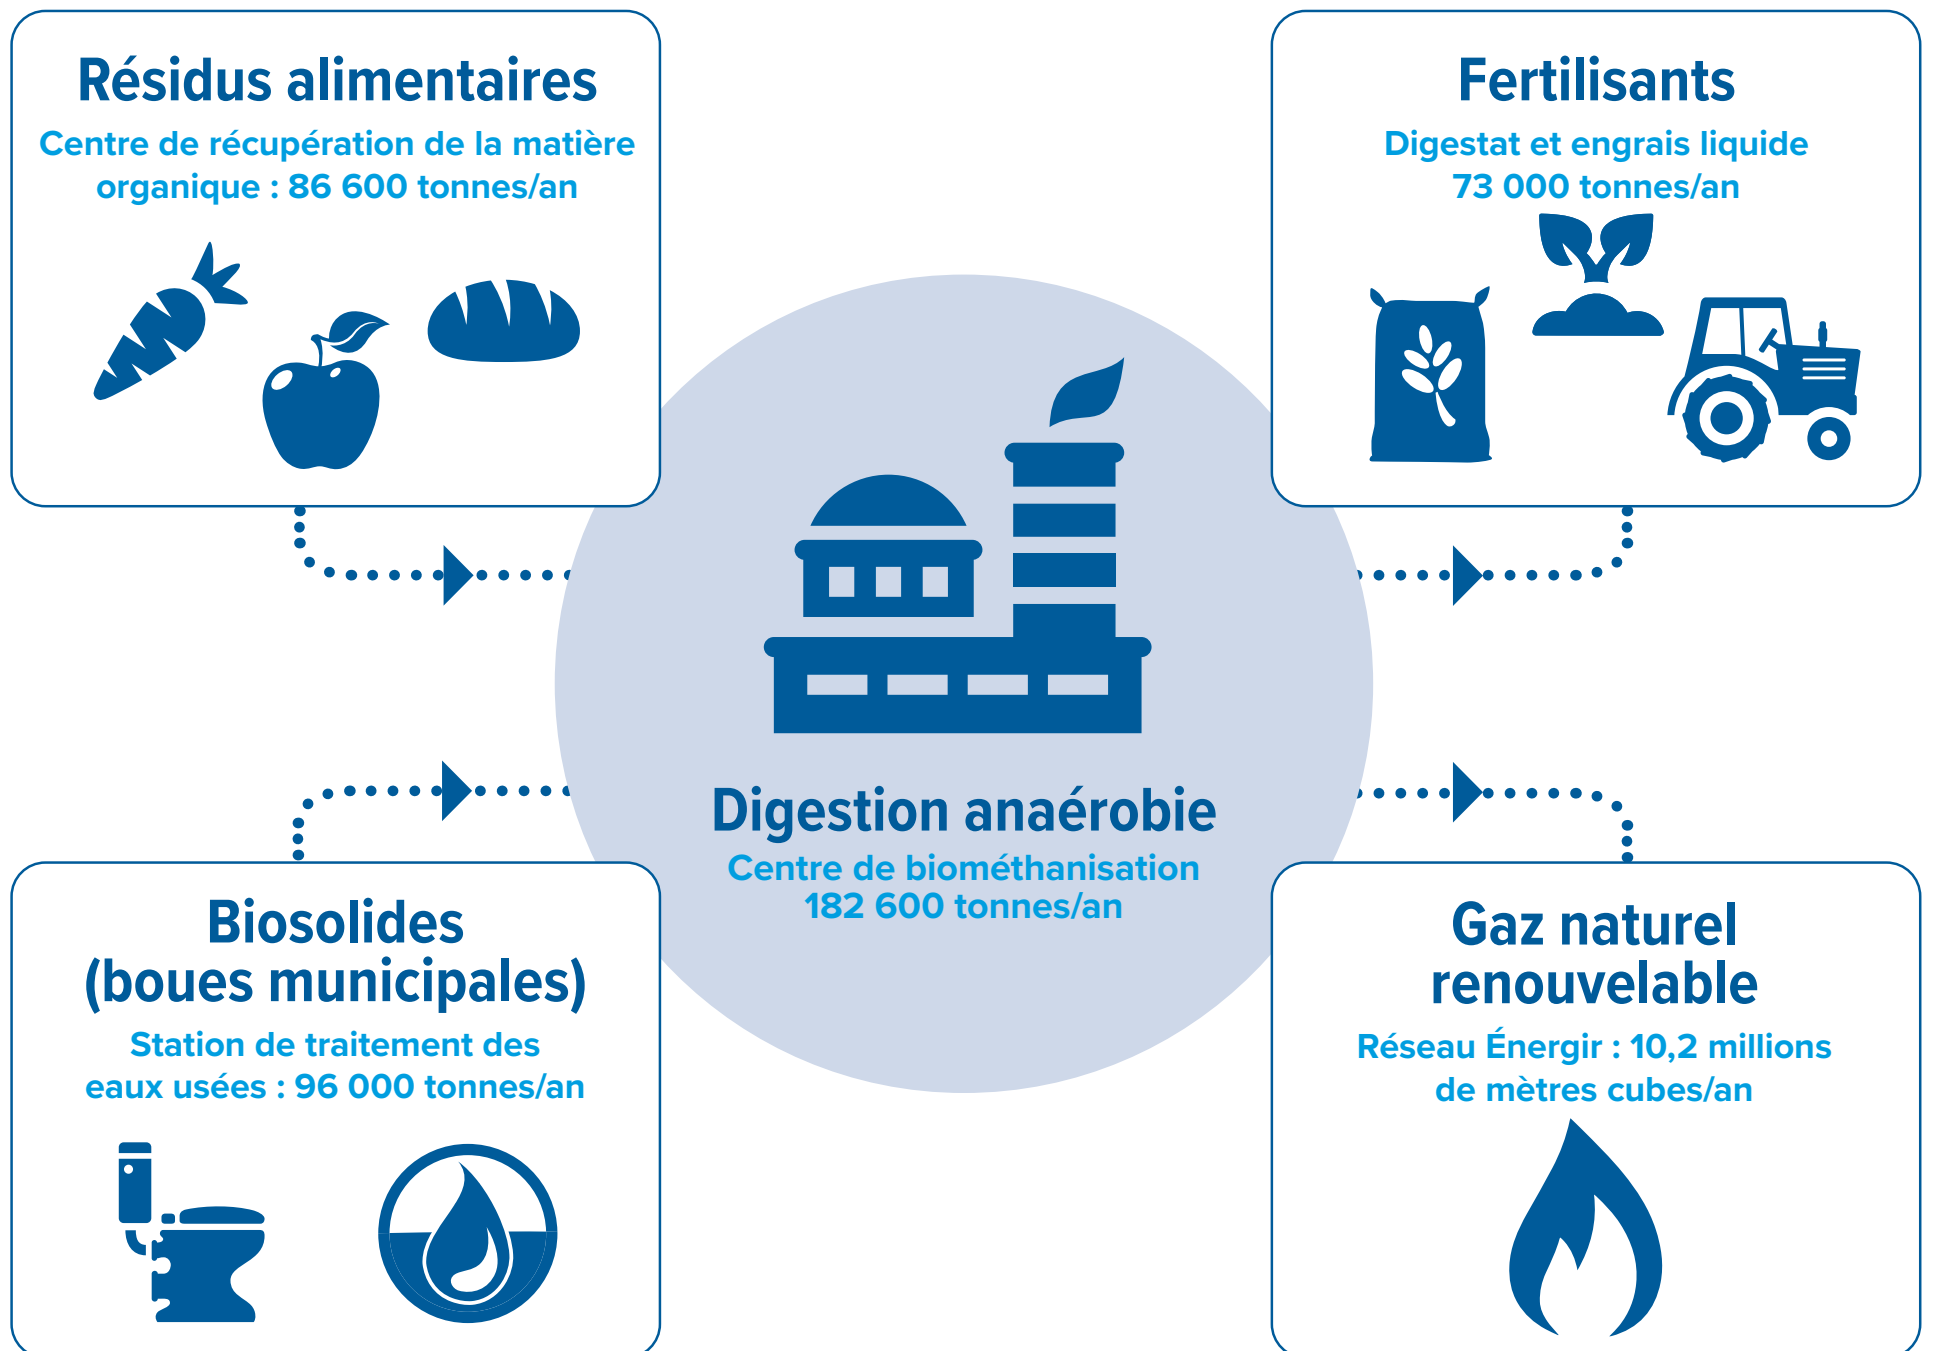 Résidus alimentaires
Centre de récupération de la matière
organique : 86 600 tonnes/an
Fertilisants
Digestat et engrais liquide
73 000 tonnes/an
Digestion anaérobie
Centre de biométhanisation
182 600 tonnes/an
Biosolides
(boues municipales)
Station de traitement des
eaux usées : 96 000 tonnes/an
Gaz naturel
renouvelable
Réseau Énergir : 10,2 millions
de mètres cubes/an